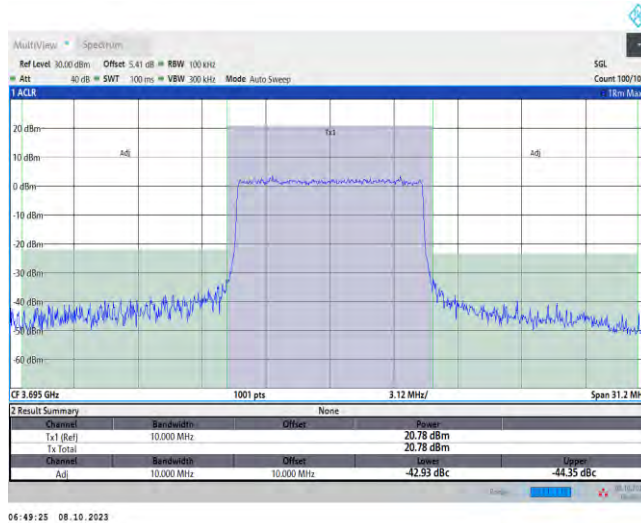 MultiView Spectrum
Ref Level 30.00 dBm Offset 5.41 dB RBW 100 kHz SGL
Att 40 dB SWT 100 ms VBW 300 kHz Mode Auto Sweep Count 100/10
1 ACLR 18m Max
20 dBm
Tx1
Adj Adj
10 dBm
0 dBm
-10 dBm
-20 dBm
-30 dBm
-40 dBm
-50 dBm
-60 dBm
CF 3.695 GHz 1001 pts 3.12 MHz/ Span 31.2 MH
2 Result Summary None
Channel Bandwidth Offset Power
Tx1 (Ref) 10.000 MHz 20.78 dBm
Tx Total 20.78 dBm
Channel Bandwidth Offset Lower Upper
Adj 10.000 MHz 10.000 MHz -42.93 dBc -44.35 dBc
06:49:25 08.10.2023